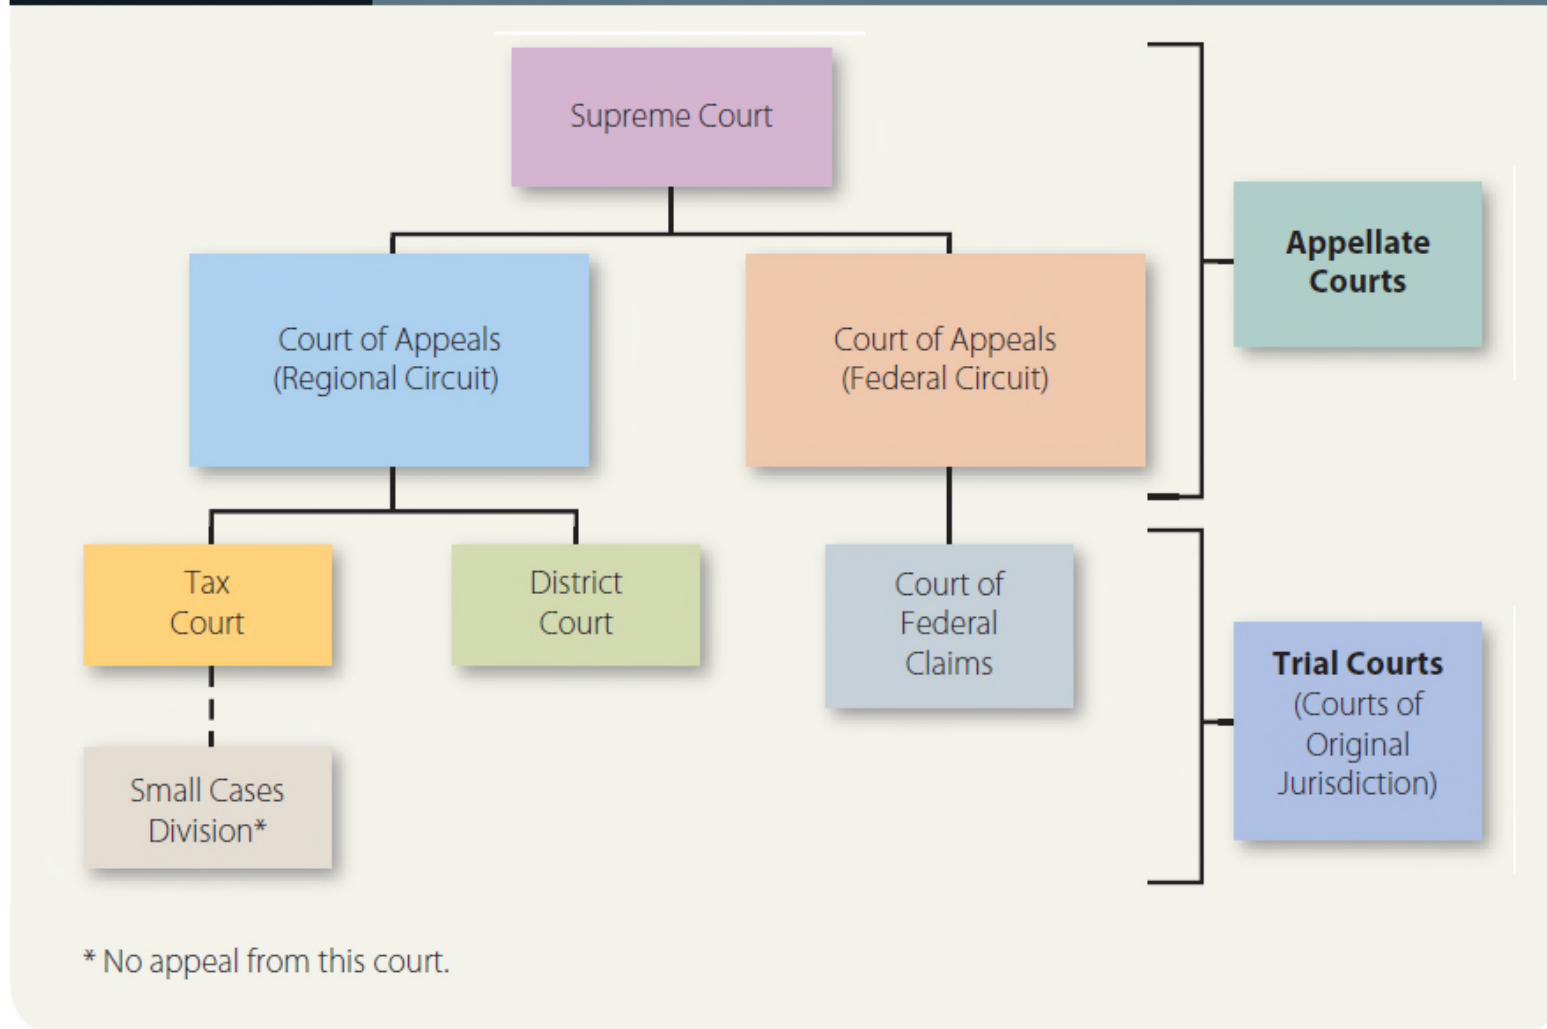 Supreme Court
Court of Appeals
(Regional Circuit)
Court of Appeals
(Federal Circuit)
Appellate
Courts
Tax
Court
District
Court
Court of
Federal
Claims
Trial Courts
(Courts of
Original
Jurisdiction)
Small Cases
Division*
* No appeal from this court.